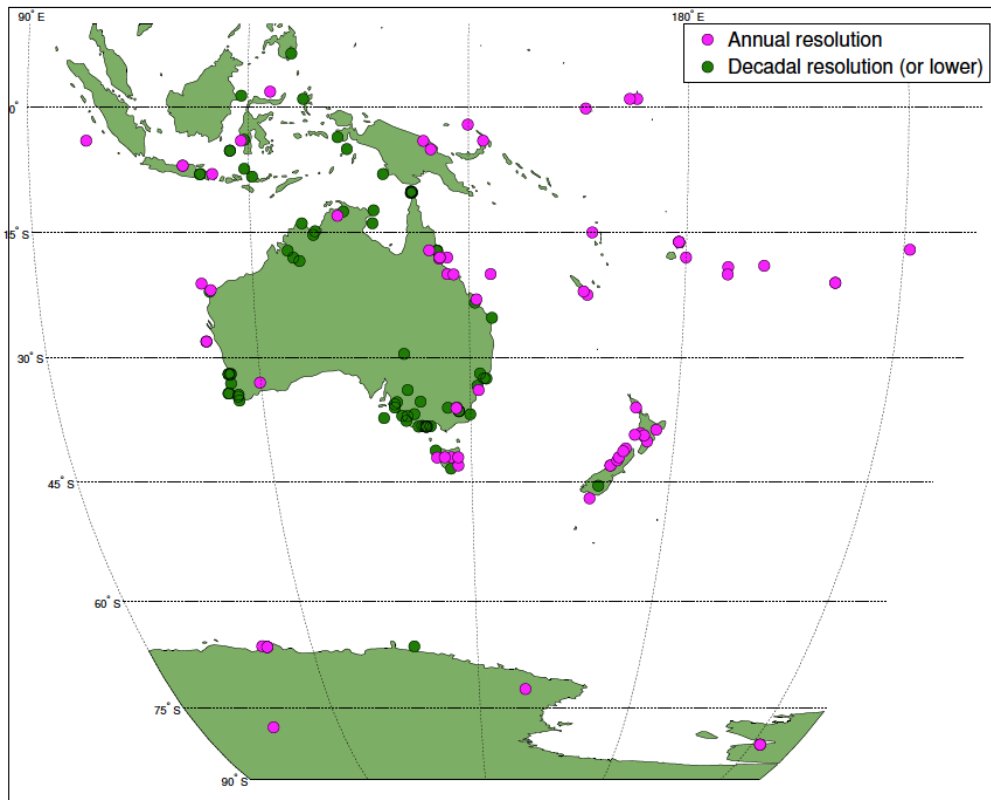 90° E
180° E
Annual resolution
Decadal resolution (or lower)
0°
15° S
30° S
45° S
60° S
75° S
90° S